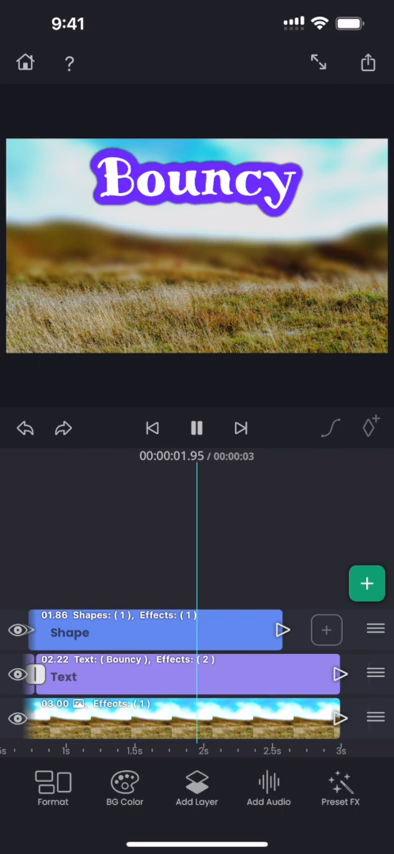 9:41
?
Bouncy
00:00:01.95 / 00:00:03
+
01.86 Shapes: ( 1 ), Effects: ( 1 )
Shape
02.22 Text: ( Bouncy ), Effects: ( 2 )
Text
03.00 Effects: ( 1 )
1s 1.5s 2s 2.5s 3s
Format BG Color Add Layer Add Audio Preset FX